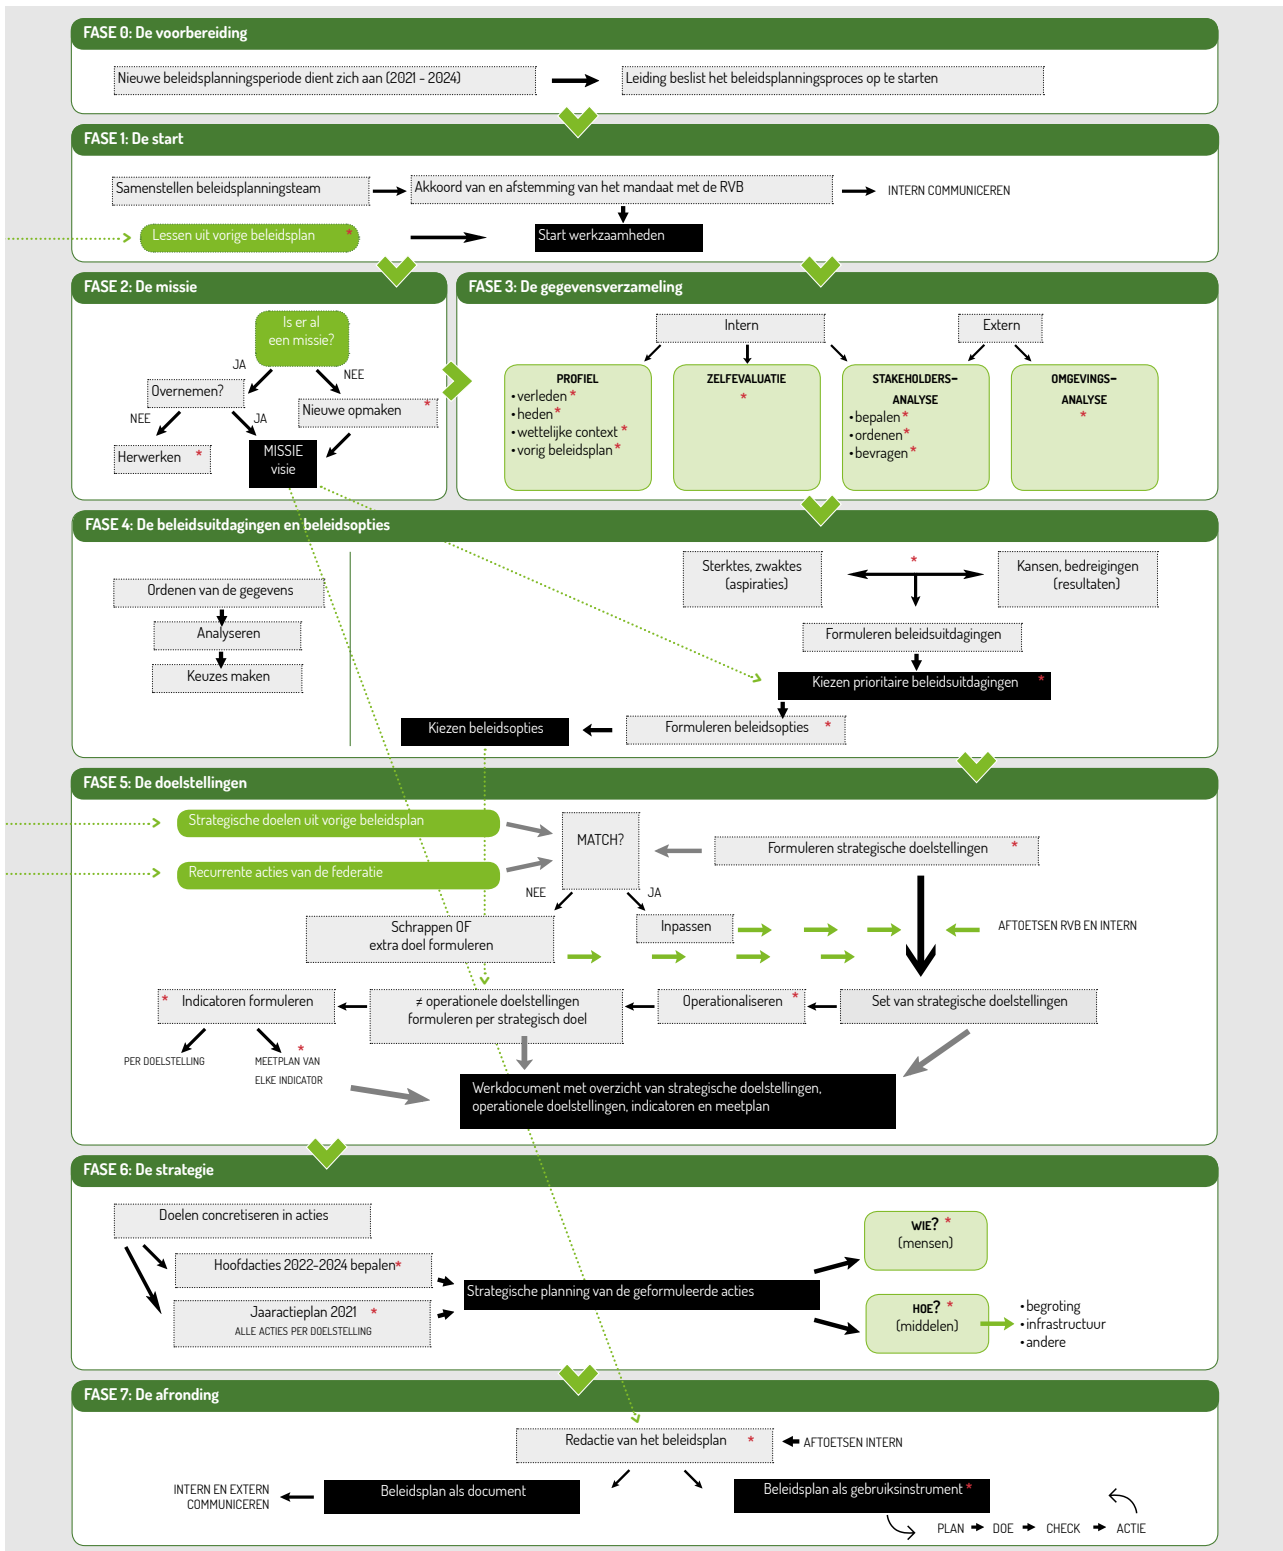 FASE 0: De voorbereiding
Nieuwe beleidsplanningsperiode dient zich aan (2021 - 2024)
Leiding beslist het beleidsplanningsproces op te starten
FASE 1: De start
Samenstellen beleidsplanningsteam
Akkoord van en afstemming van het mandaat met de RVB
INTERN COMMUNICEREN
Lessen uit vorige beleidsplan *
Start werkzaamheden
FASE 2: De missie
Is er al
een missie?
JA
NEE
Overnemen?
Nieuwe opmaken *
NEE
JA
Herwerken *
MISSIE
visie
FASE 3: De gegevensverzameling
Intern
Extern
PROFIEL
• verleden *
• heden *
• wettelijke context *
• vorig beleidsplan *
ZELFEVALUATIE
*
STAKEHOLDERS-
ANALYSE
• bepalen *
• ordenen *
• bevragen *
OMGEVINGS-
ANALYSE
*
FASE 4: De beleidsuitdagingen en beleidsopties
Ordenen van de gegevens
Analyseren
Keuzes maken
Sterktes, zwaktes
(aspiraties)
*
Kansen, bedreigingen
(resultaten)
Formuleren beleidsuitdagingen
Kiezen prioritaire beleidsuitdagingen *
Formuleren beleidsopties *
Kiezen beleidsopties
FASE 5: De doelstellingen
Strategische doelen uit vorige beleidsplan
Recurrente acties van de federatie
MATCH?
Formuleren strategische doelstellingen *
NEE
JA
Schrappen OF
extra doel formuleren
Inpassen
AFTOETSEN RVB EN INTERN
* Indicatoren formuleren
≠ operationele doelstellingen
formuleren per strategisch doel
Operationaliseren *
Set van strategische doelstellingen
PER DOELSTELLING
*
MEETPLAN VAN
ELKE INDICATOR
Werkdocument met overzicht van strategische doelstellingen,
operationele doelstellingen, indicatoren en meetplan
FASE 6: De strategie
Doelen concretiseren in acties
Hoofdacties 2022-2024 bepalen*
Jaaractieplan 2021 *
ALLE ACTIES PER DOELSTELLING
Strategische planning van de geformuleerde acties
WIE? *
(mensen)
HOE? *
(middelen)
• begroting
• infrastructuur
• andere
FASE 7: De afronding
Redactie van het beleidsplan *
AFTOETSEN INTERN
INTERN EN EXTERN
COMMUNICEREN
Beleidsplan als document
Beleidsplan als gebruiksinstrument *
PLAN
DOE
CHECK
ACTIE